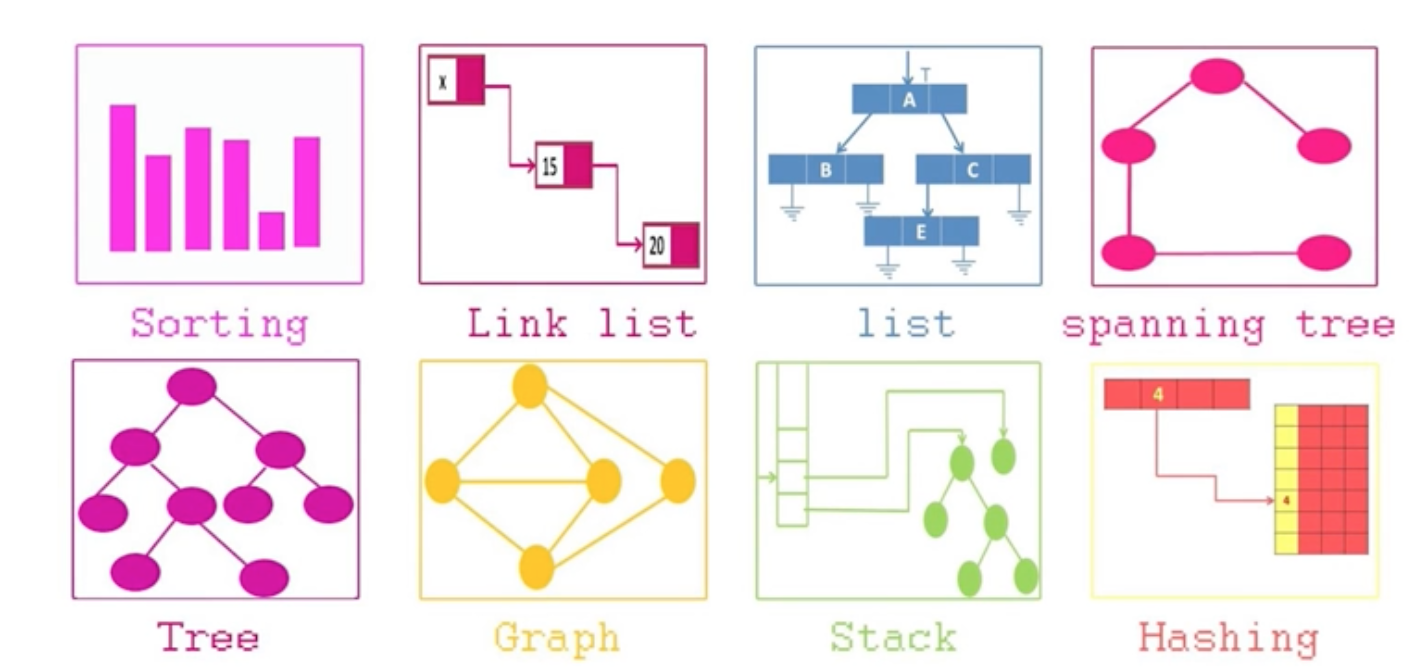 X
15
20
T
A
B
C
E
Sorting
Link list
list
spanning tree
4
4
Tree
Graph
Stack
Hashing